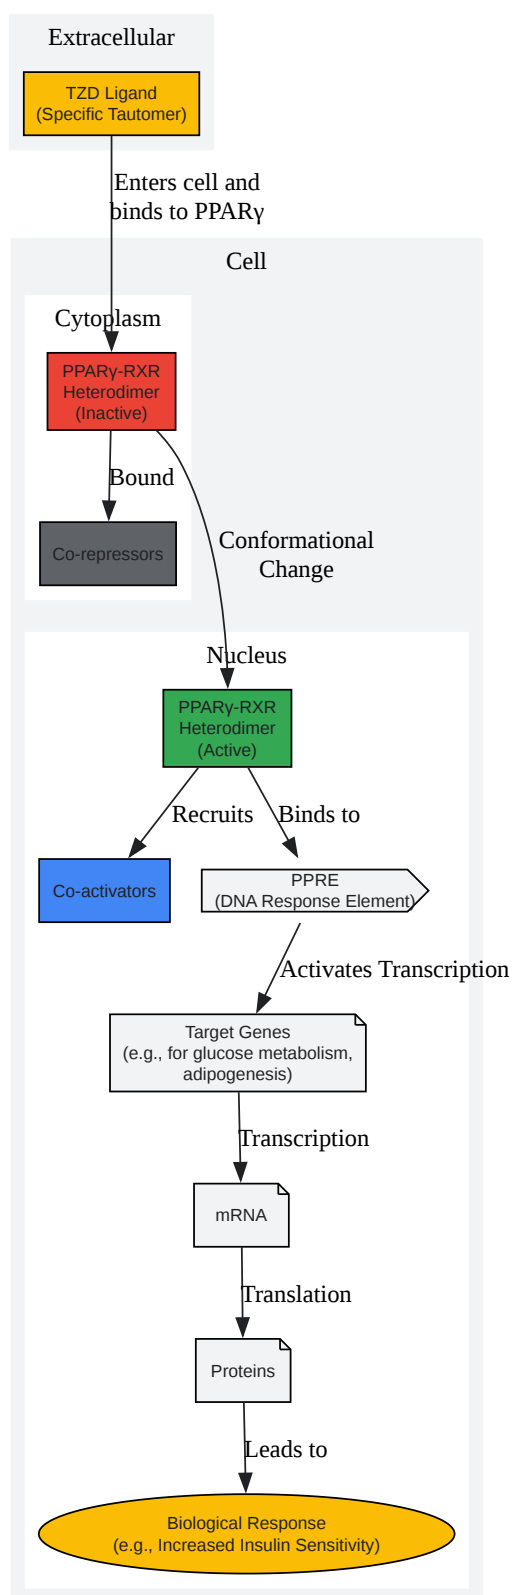 Extracellular
TZD Ligand
(Specific Tautomer)
Enters cell and
binds to PPARγ
Cell
Cytoplasm
PPARγ-RXR
Heterodimer
(Inactive)
Bound
Co-repressors
Conformational
Change
Nucleus
PPARγ-RXR
Heterodimer
(Active)
Recruits
Binds to
Co-activators
PPRE
(DNA Response Element)
Activates Transcription
Target Genes
(e.g., for glucose metabolism,
adipogenesis)
Transcription
mRNA
Translation
Proteins
Leads to
Biological Response
(e.g., Increased Insulin Sensitivity)